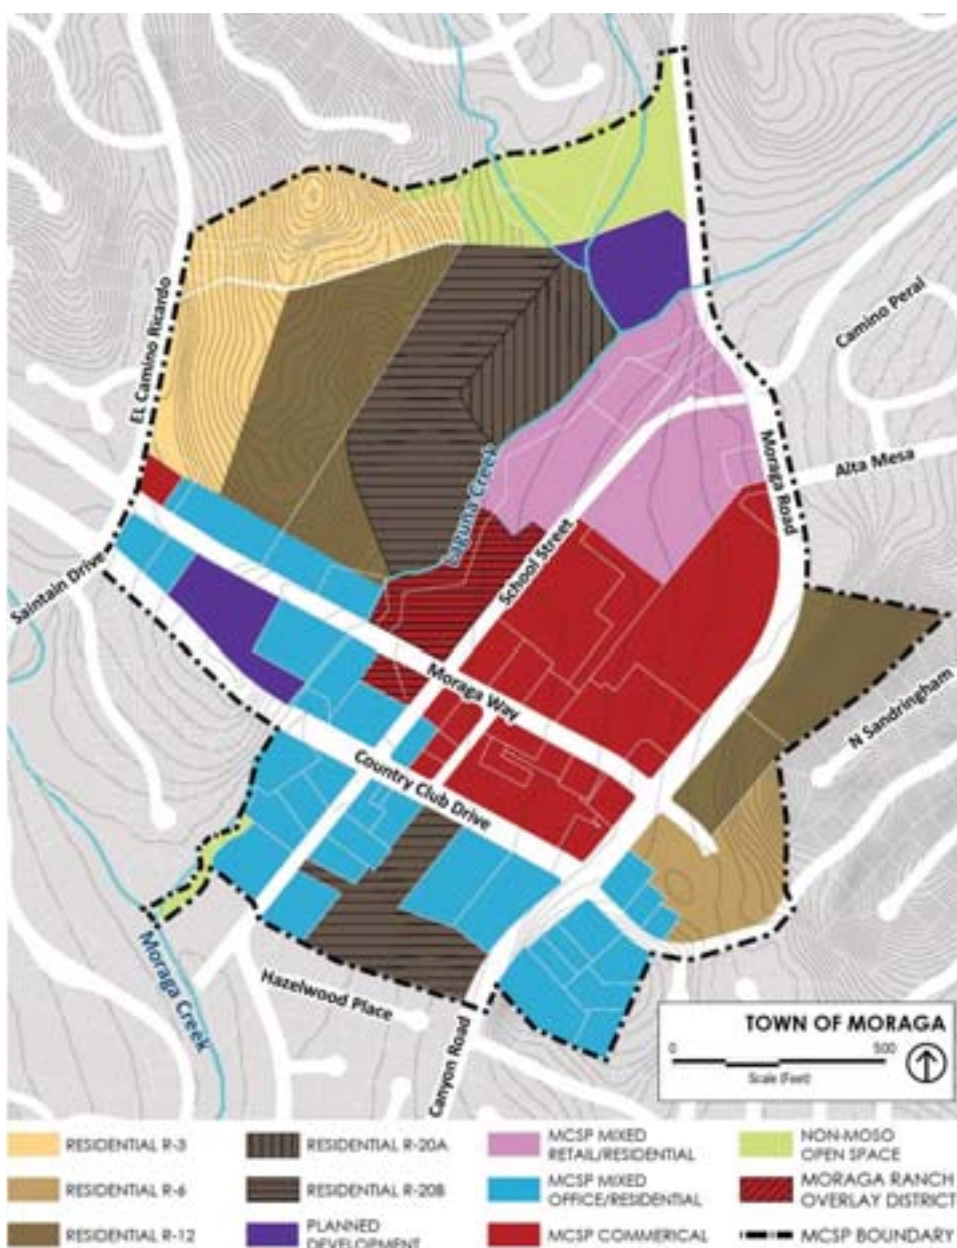 EL Camino Ricardo
Camino Peral
Moraga Road
Alta Mesa
Laguna Creek
School Street
Saintain Drive
Moraga Way
N Sandringham
Country Club Drive
Moraga Creek
Hazelwood Place
Canyon Road
TOWN OF MORAGA
0 500
Scale (Feet)
RESIDENTIAL R-3
RESIDENTIAL R-6
RESIDENTIAL R-12
RESIDENTIAL R-20A
RESIDENTIAL R-20B
PLANNED
DEVELOPMENT
MCSP MIXED
RETAIL/RESIDENTIAL
MCSP MIXED
OFFICE/RESIDENTIAL
MCSP COMMERICAL
NON-MOSO
OPEN SPACE
MORAGA RANCH
OVERLAY DISTRICT
MCSP BOUNDARY